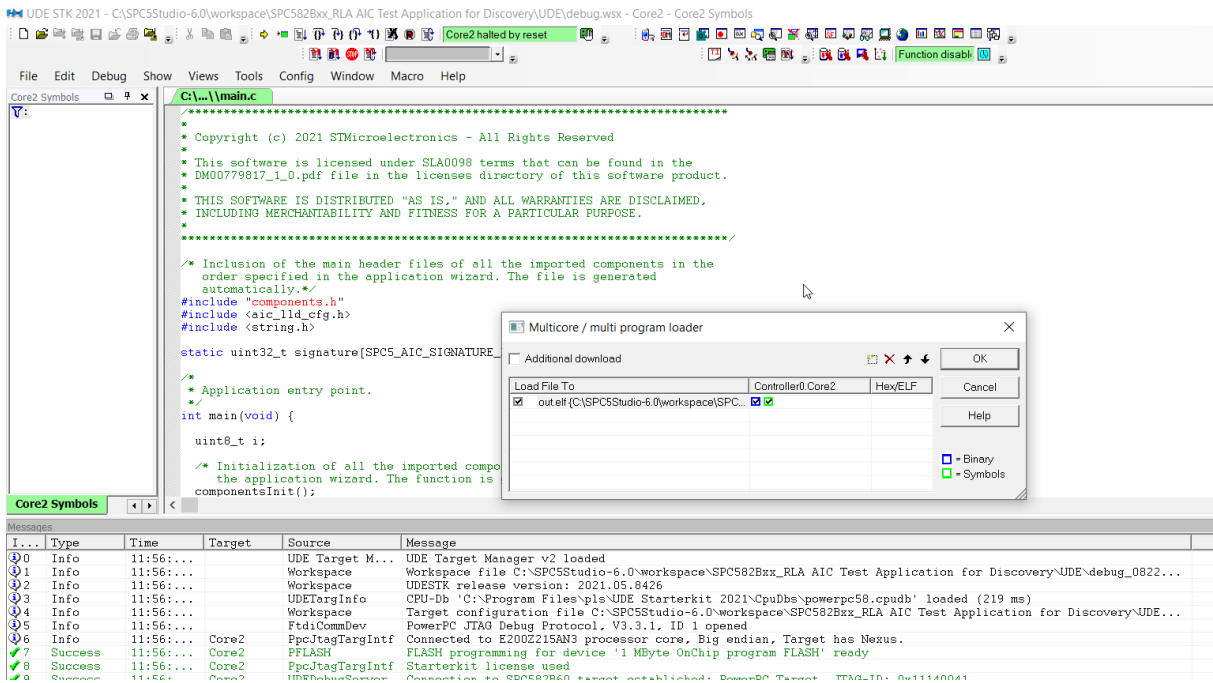 UDE STK 2021 - C:\SPC5Studio-6.0\workspace\SPC582Bxx_RLA AIC Test Application for Discovery\UDE\debug.wsx - Core2 - Core2 Symbols
Core2 halted by reset
Function disabl
File Edit Debug Show Views Tools Config Window Macro Help
Core2 Symbols
C:\...\\main.c
/****************************************************************************
*
* Copyright (c) 2021 STMicroelectronics - All Rights Reserved
*
* This software is licensed under SLA0098 terms that can be found in the
* DM00779817_1_0.pdf file in the licenses directory of this software product.
*
* THIS SOFTWARE IS DISTRIBUTED "AS IS," AND ALL WARRANTIES ARE DISCLAIMED,
* INCLUDING MERCHANTABILITY AND FITNESS FOR A PARTICULAR PURPOSE.
*
*****************************************************************************/
/* Inclusion of the main header files of all the imported components in the
order specified in the application wizard. The file is generated
automatically.*/
#include "components.h"
#include <aic_lld_cfg.h>
#include <string.h>
static uint32_t signature[SPC5_AIC_SIGNATURE_
/*
* Application entry point.
*/
int main(void) {
uint8_t i;
/* Initialization of all the imported compo
the application wizard. The function is
componentsInit();
Multicore / multi program loader
Additional download
OK
Load File To Controller0.Core2 Hex/ELF
Cancel
out.elf {C:\SPC5Studio-6.0\workspace\SPC...
Help
= Binary
= Symbols
Core2 Symbols
Messages
I... Type Time Target Source Message
0 Info 11:56:... UDE Target M... UDE Target Manager v2 loaded
1 Info 11:56:... Workspace Workspace file C:\SPC5Studio-6.0\workspace\SPC582Bxx_RLA AIC Test Application for Discovery\UDE\debug_0822...
2 Info 11:56:... Workspace UDESTK release version: 2021.05.8426
3 Info 11:56:... UDETargInfo CPU-Db 'C:\Program Files\pls\UDE Starterkit 2021\CpuDbs\powerpc58.cpudb' loaded (219 ms)
4 Info 11:56:... Workspace Target configuration file C:\SPC5Studio-6.0\workspace\SPC582Bxx_RLA AIC Test Application for Discovery\UDE...
5 Info 11:56:... FtdiCommDev PowerPC JTAG Debug Protocol, V3.3.1, ID 1 opened
6 Info 11:56:... Core2 PpcJtagTargIntf Connected to E200Z215AN3 processor core, Big endian, Target has Nexus.
7 Success 11:56:... Core2 PFLASH FLASH programming for device '1 MByte OnChip program FLASH' ready
8 Success 11:56:... Core2 PpcJtagTargIntf Starterkit license used
9 Success 11:56:... Core2 UDEDebugServer Connection to SPC582B60 target established: PowerPC Target, JTAG-ID: 0x11140041